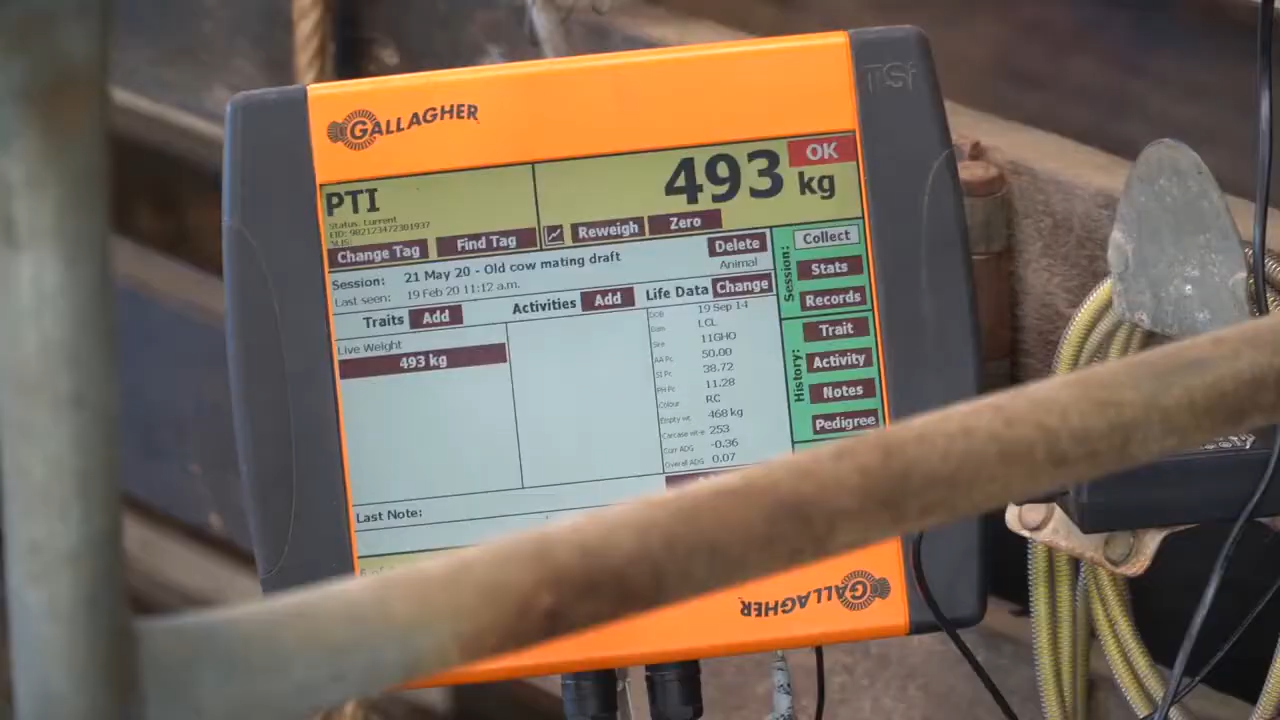 GALLAGHER
TSi
PTI
Status: Current
EID: 982123472301937
SLIS:
493 kg
OK
Change Tag
Find Tag
Reweigh
Zero
Session: 21 May 20 - Old cow mating draft
Last seen: 19 Feb 20 11:12 a.m.
Delete
Animal
Traits Add
Activities Add
Life Data Change
Live Weight
493 kg
DOB 19 Sep 14
Dam LCL
Sire 11GHO
AA Pc 50.00
SI Pc 38.72
PH Pc 11.28
Colour RC
Empty wt 468 kg
Carcase wt-e 253
Curr ADG -0.36
Overall ADG 0.07
Session:
Collect
Stats
Records
History:
Trait
Activity
Notes
Pedigree
Last Note:
GALLAGHER